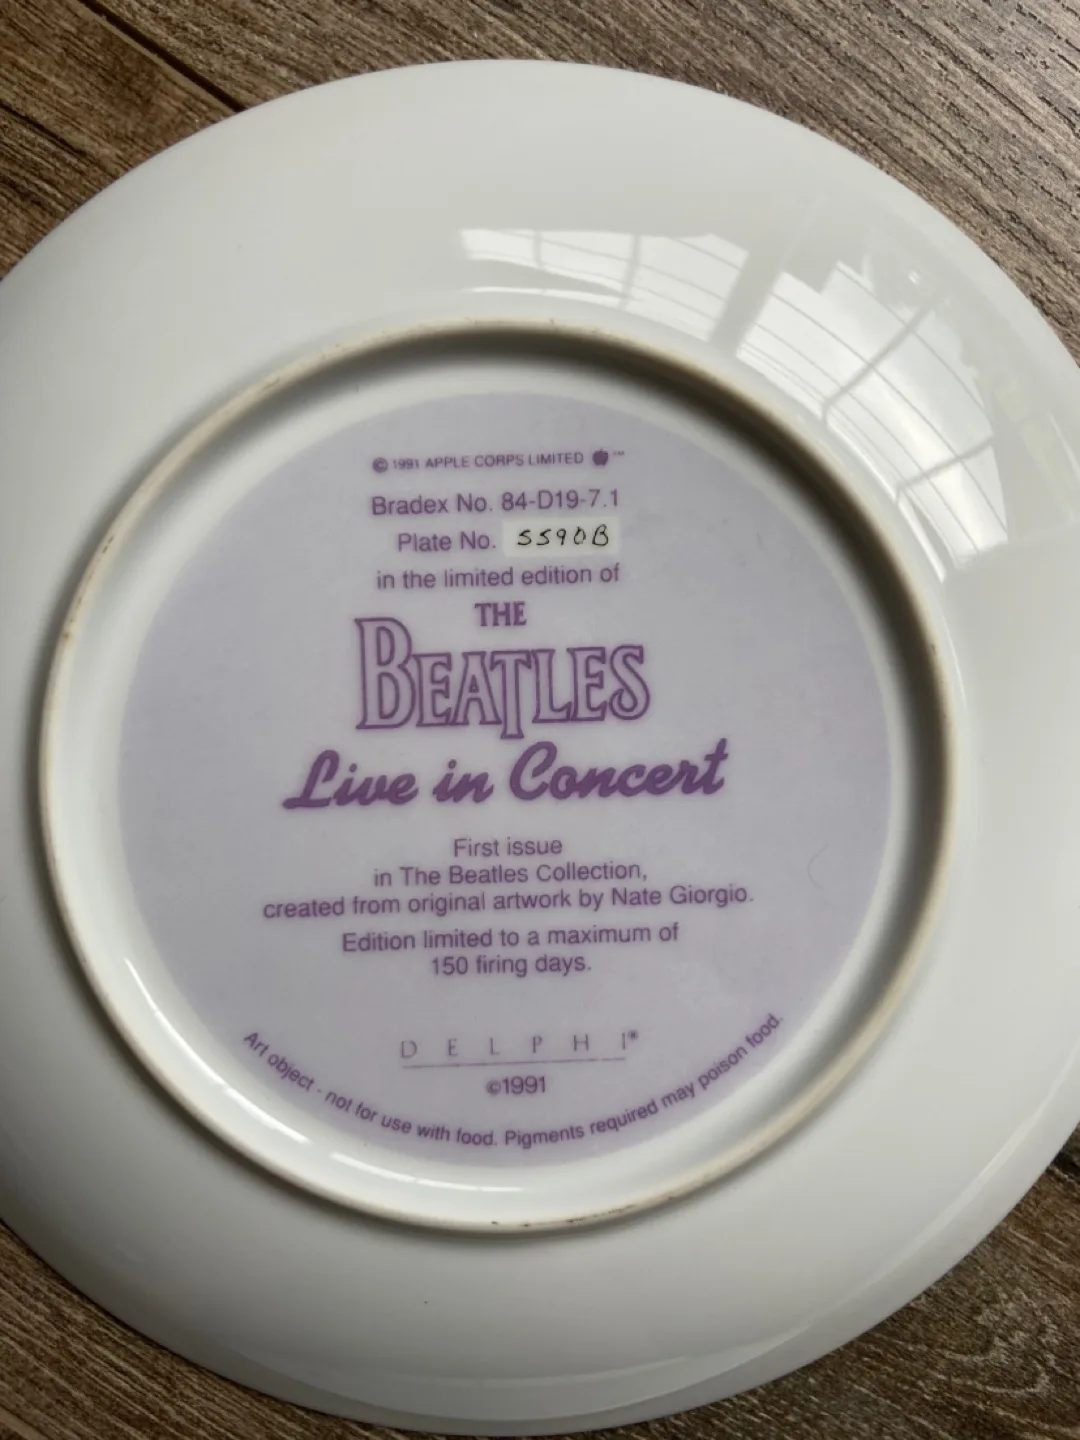 © 1991 APPLE CORPS LIMITED ™
Bradex No. 84-D19-7.1
Plate No. 5590B
in the limited edition of
THE
BEATLES
Live in Concert
First issue
in The Beatles Collection,
created from original artwork by Nate Giorgio.
Edition limited to a maximum of
150 firing days.
DELPHI®
©1991
Art object - not for use with food. Pigments required may poison food.